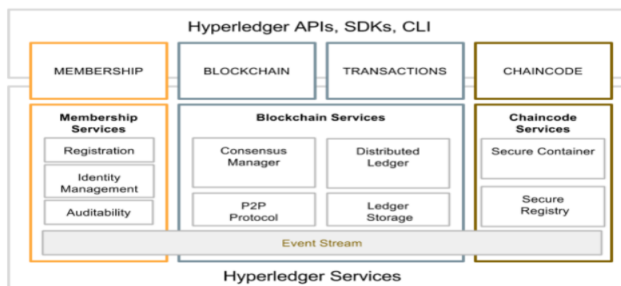 Hyperledger APIs, SDKs, CLI
MEMBERSHIP
BLOCKCHAIN
TRANSACTIONS
CHAINCODE
Membership
Services
Registration
Identity
Management
Auditability
Blockchain Services
Consensus
Manager
Distributed
Ledger
P2P
Protocol
Ledger
Storage
Chaincode
Services
Secure Container
Secure
Registry
Event Stream
Hyperledger Services